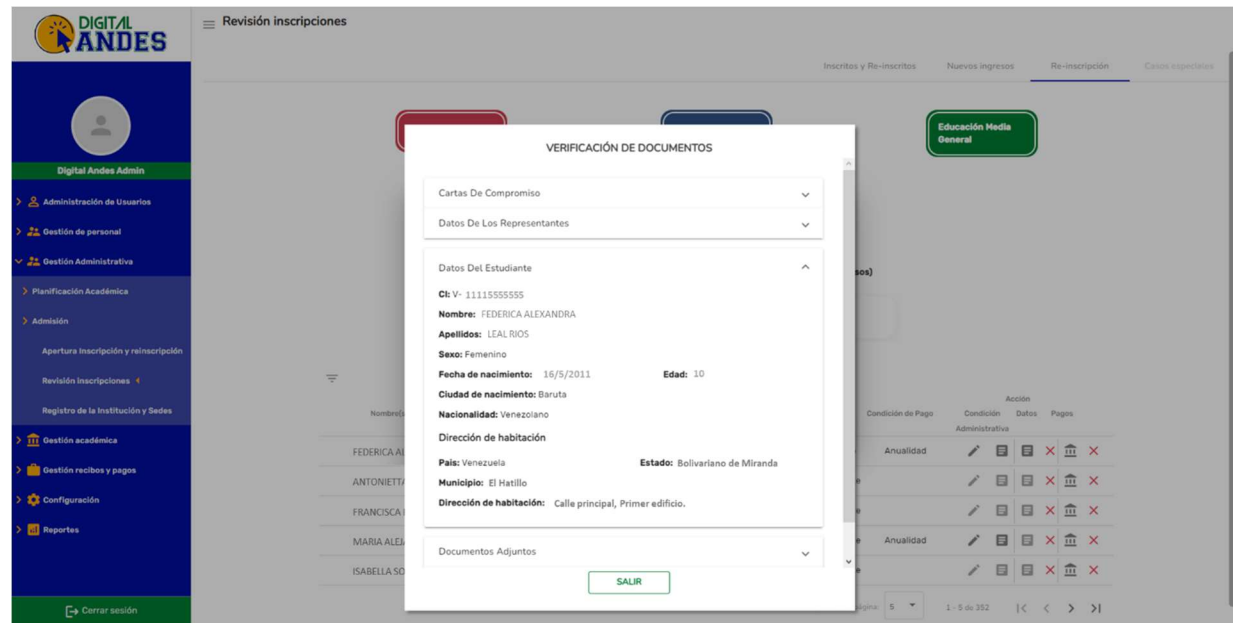 DIGITAL
ANDES
Revisión inscripciones
Inscritos y Re-inscritos Nuevos ingresos Re-inscripción Casos especiales
Educación Media
General
VERIFICACIÓN DE DOCUMENTOS
Digital Andes Admin
Administración de Usuarios
Gestión de personal
Gestión Administrativa
Planificación Académica
Admisión
Apertura Inscripción y reinscripción
Revisión Inscripciones
Registro de la Institución y Sedes
Gestión académica
Gestión recibos y pagos
Configuración
Reportes
Cerrar sesión
Cartas De Compromiso
Datos De Los Representantes
Datos Del Estudiante
CI: V- 11115555555
Nombre: FEDERICA ALEXANDRA
Apellidos: LEAL RIOS
Sexo: Femenino
Fecha de nacimiento: 16/5/2011 Edad: 10
Ciudad de nacimiento: Baruta
Nacionalidad: Venezolano
Dirección de habitación
Pais: Venezuela Estado: Bolivariano de Miranda
Municipio: El Hatillo
Dirección de habitación: Calle principal, Primer edificio.
Documentos Adjuntos
SALIR
Acción
Condición de Pago Condición Datos Pagos
Administrativa
FEDERICA Anualidad
ANTONIETTA
FRANCISCA
MARIA Anualidad
ISABELLA
5 1 - 5 de 352